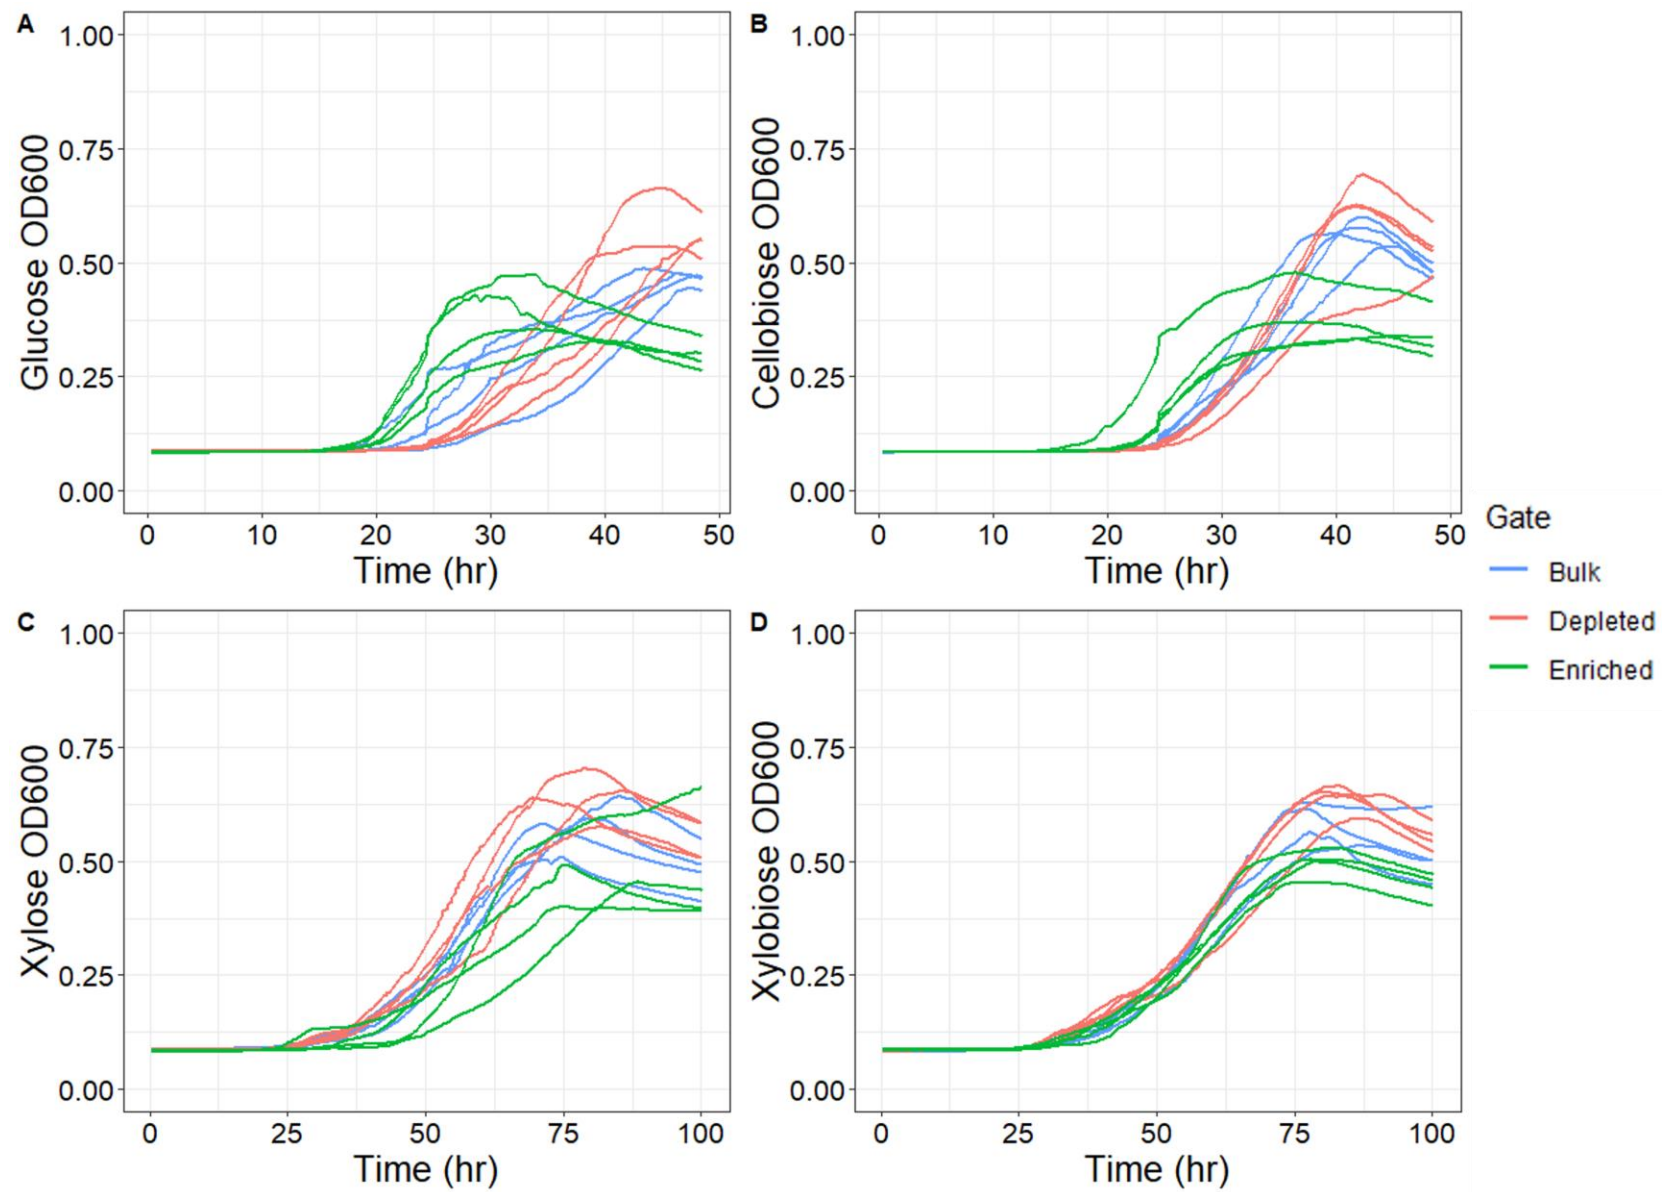 A
Glucose OD600
1.00
0.75
0.50
0.25
0.00
0 10 20 30 40 50
Time (hr)
B
Cellobiose OD600
1.00
0.75
0.50
0.25
0.00
0 10 20 30 40 50
Time (hr)
C
Xylose OD600
1.00
0.75
0.50
0.25
0.00
0 25 50 75 100
Time (hr)
D
Xylobiose OD600
1.00
0.75
0.50
0.25
0.00
0 25 50 75 100
Time (hr)
Gate
Bulk
Depleted
Enriched